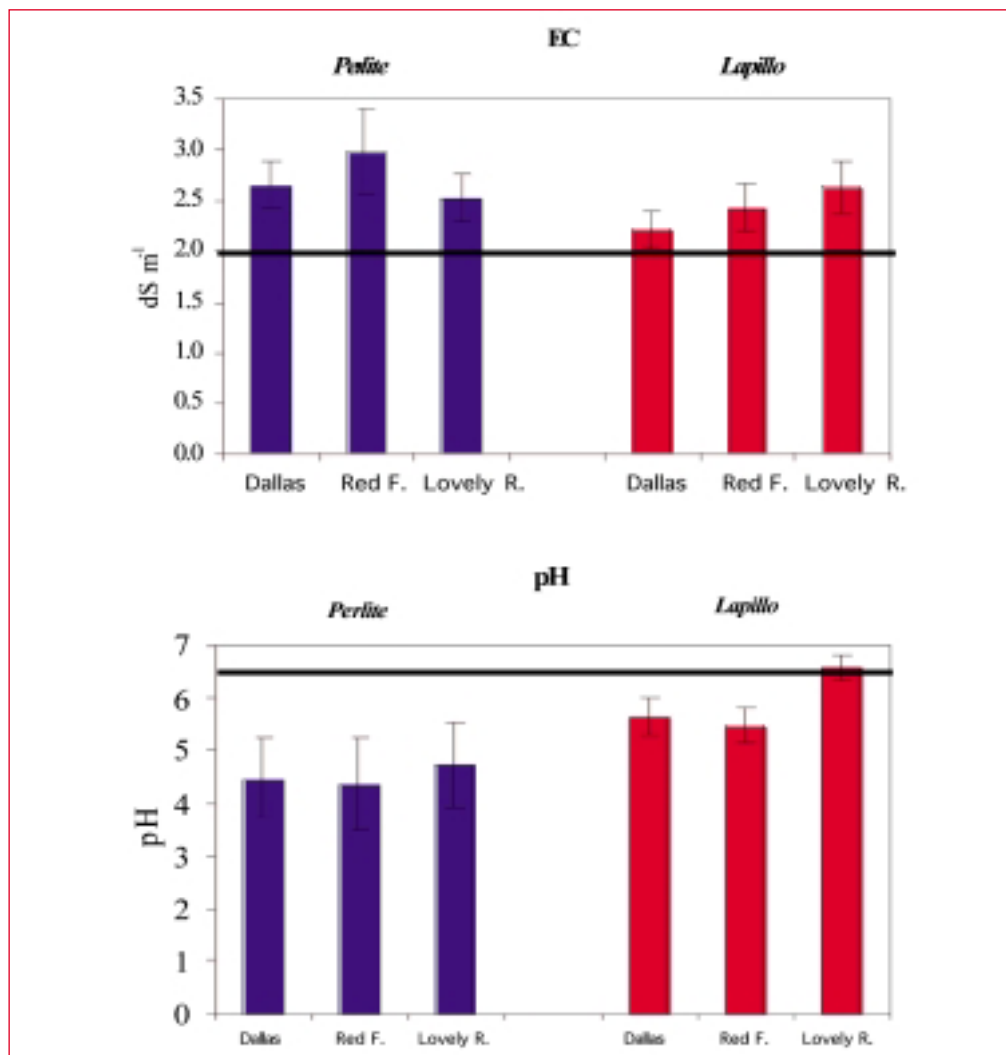 EC
Perlite Lapillo
3.5
3.0
2.5
2.0
1.5
1.0
0.5
0.0
dS m⁻¹
Dallas Red F. Lovely R. Dallas Red F. Lovely R.
pH
Perlite Lapillo
7
6
5
4
3
2
1
0
pH
Dallas Red F. Lovely R. Dallas Red F. Lovely R.